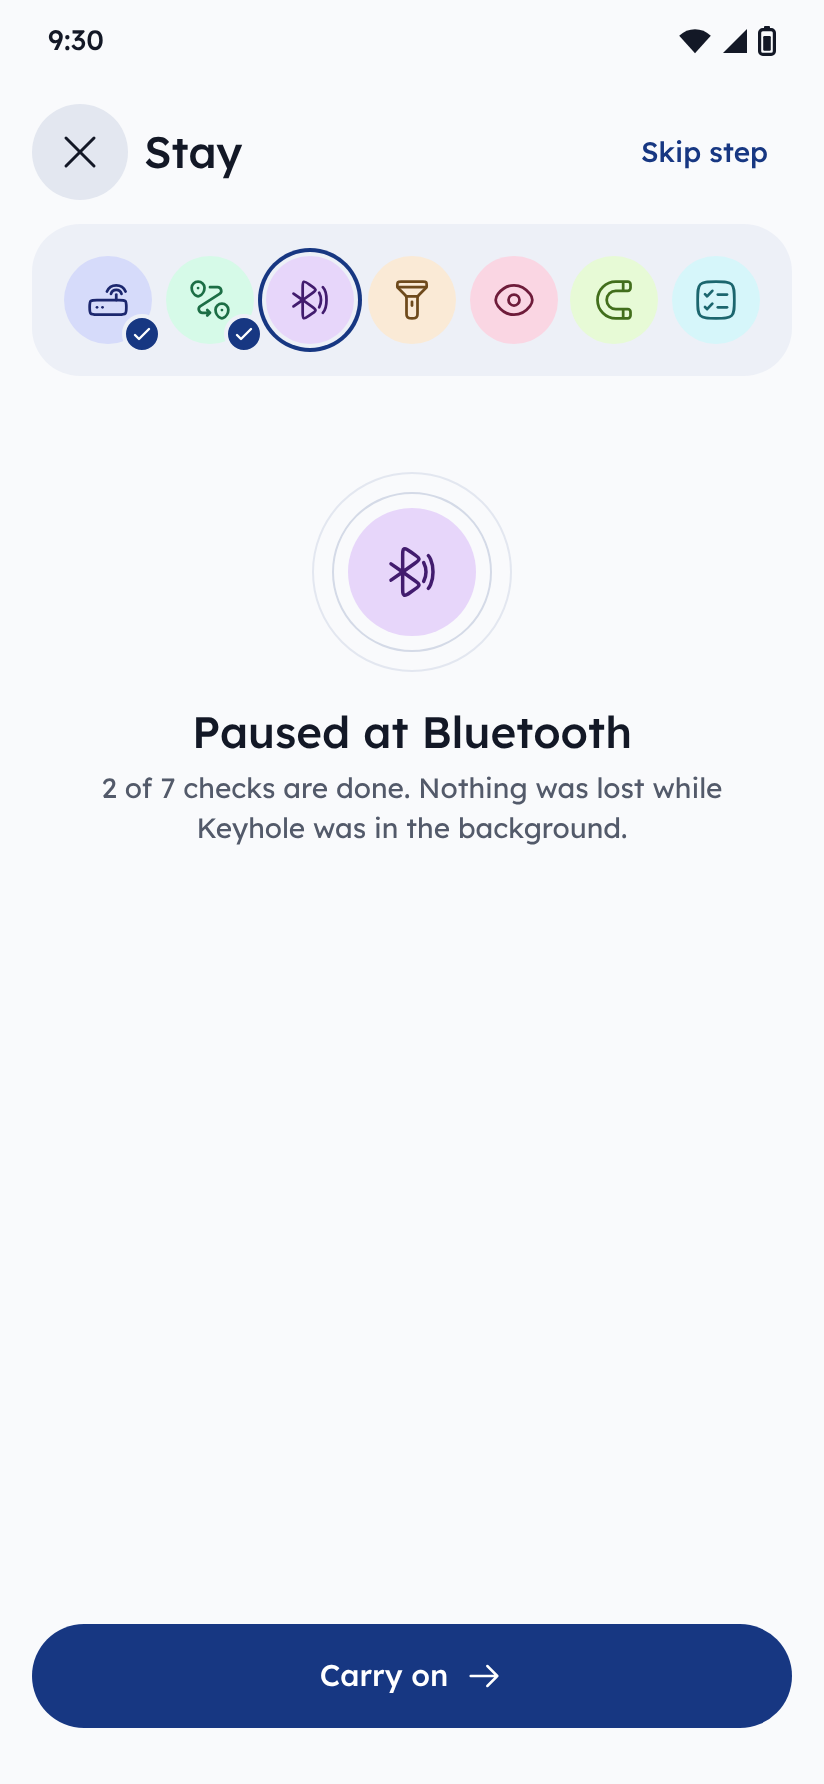 9:30
Stay
Skip step
Paused at Bluetooth
2 of 7 checks are done. Nothing was lost while
Keyhole was in the background.
Carry on